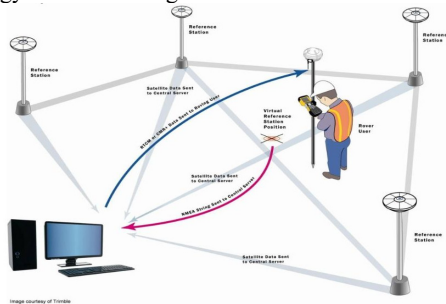 Reference
Station
Reference
Station
Reference
Station
Reference
Station
Satellite Data Sent
to Central Server
RTCM or CMR+ Data Sent to Roving User
Virtual
Reference
Station
Position
Rover
User
Satellite Data Sent
to Central Server
NMEA String Sent to Central Server
Satellite Data Sent
to Central Server
Image courtesy of Trimble